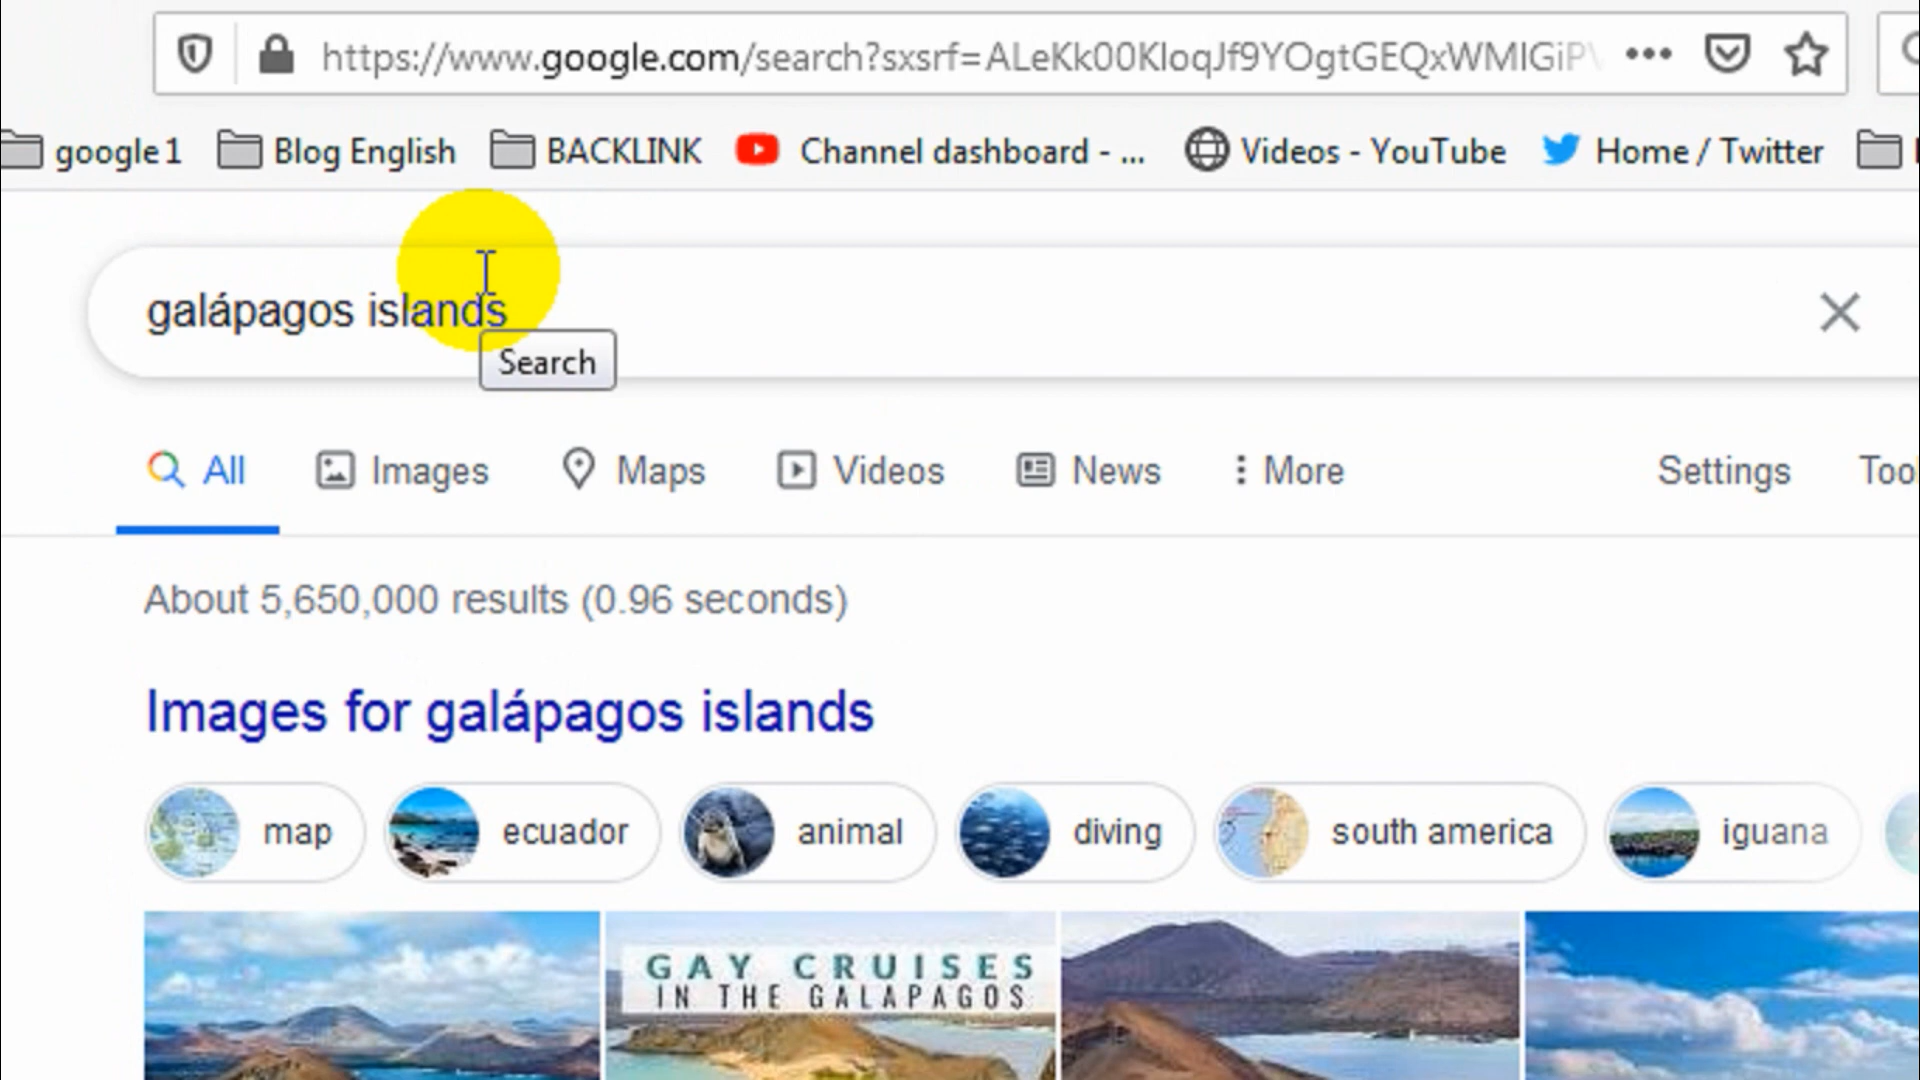 https://www.google.com/search?sxsrf=ALeKk00KloqJf9YOgtGEQxWMIGiP
google1 Blog English BACKLINK Channel dashboard - ... Videos - YouTube Home / Twitter
galápagos islands
Search
All Images Maps Videos News More Settings Tool
About 5,650,000 results (0.96 seconds)
Images for galápagos islands
map ecuador animal diving south america iguana
GAY CRUISES
IN THE GALAPAGOS